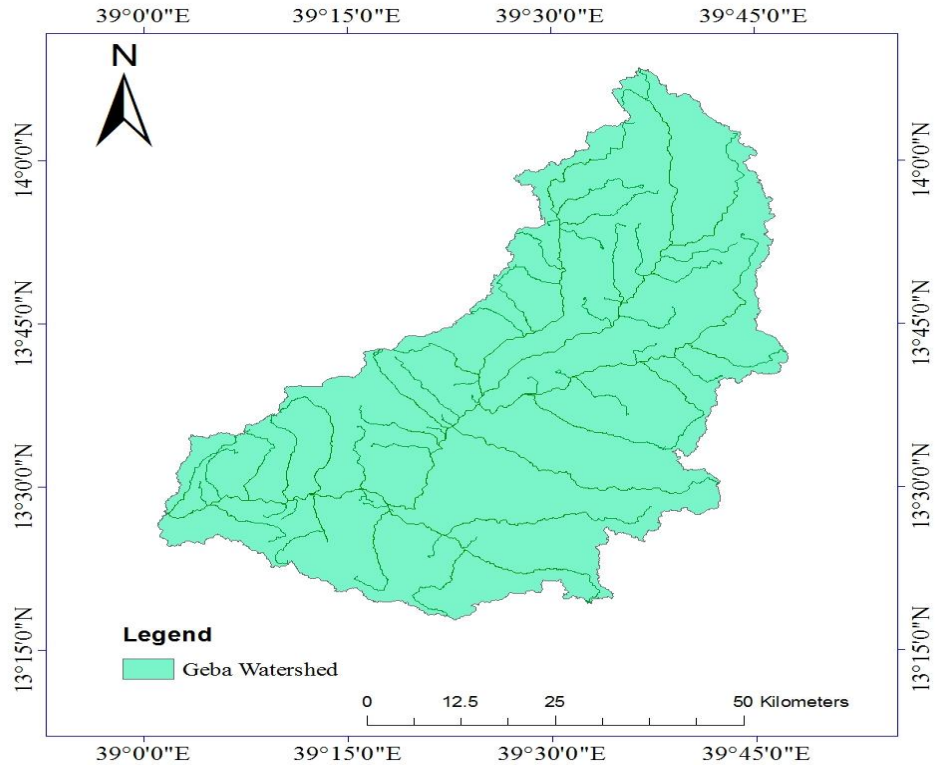 39°0'0"E 39°15'0"E 39°30'0"E 39°45'0"E
N
14°0'0"N 14°0'0"N
13°45'0"N 13°45'0"N
13°30'0"N 13°30'0"N
13°15'0"N 13°15'0"N
Legend
Geba Watershed
0 12.5 25 50 Kilometers
39°0'0"E 39°15'0"E 39°30'0"E 39°45'0"E